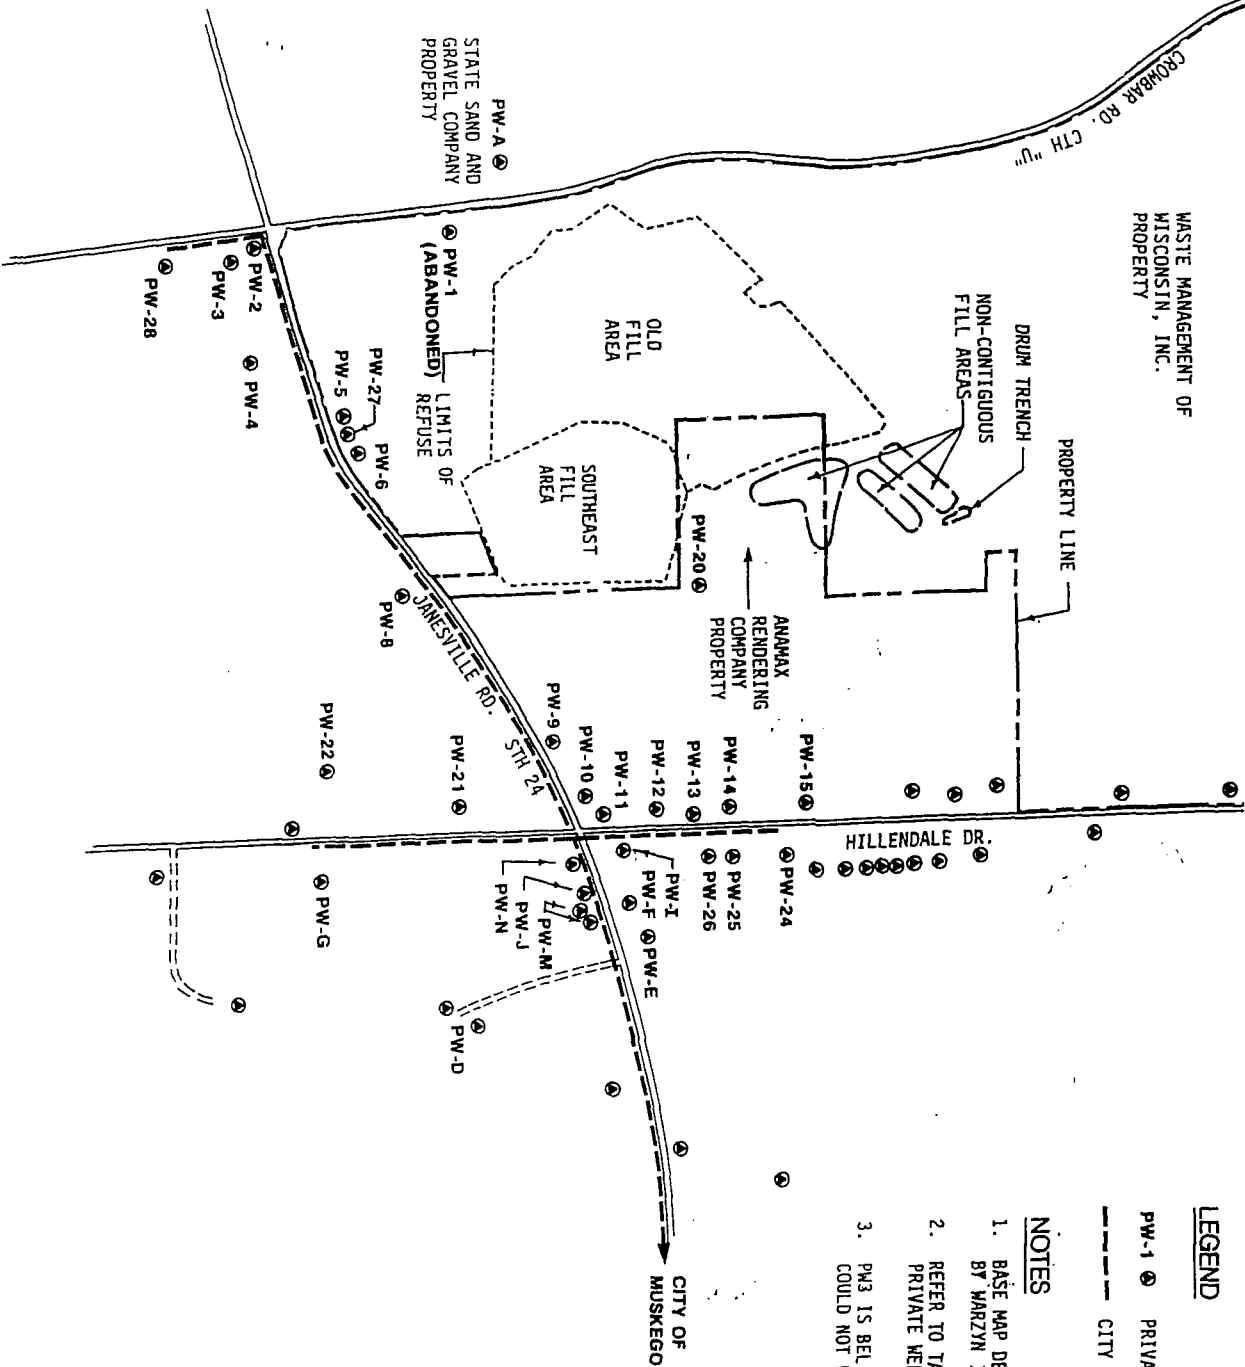 CROWBAR RD. CTH "U"
WASTE MANAGEMENT OF
WISCONSIN, INC.
PROPERTY
STATE SAND AND
GRAVEL COMPANY
PROPERTY
PW-A
PW-1
(ABANDONED)
LIMITS OF
REFUSE
OLD
FILL
AREA
SOUTHEAST
FILL
AREA
NON-CONTIGUOUS
FILL AREAS
DRUM TRENCH
PROPERTY LINE
ANAMAX
RENDERING
COMPANY
PROPERTY
PW-20
PW-2
PW-3
PW-28
PW-4
PW-5
PW-27
PW-6
PW-8
JANESVILLE RD.
STH 24
PW-9
PW-10
PW-11
PW-12
PW-13
PW-14
PW-15
PW-21
PW-22
HILLENDALE DR.
PW-24
PW-25
PW-26
PW-I
PW-F
PW-E
PW-M
PW-J
PW-N
PW-G
PW-D
CITY OF
MUSKEGO
LEGEND
PW-1 PRIVA
CITY
NOTES
1. BASE MAP DE
BY WARZYN
2. REFER TO TA
PRIVATE WEL
3. PW3 IS BEL
COULD NOT